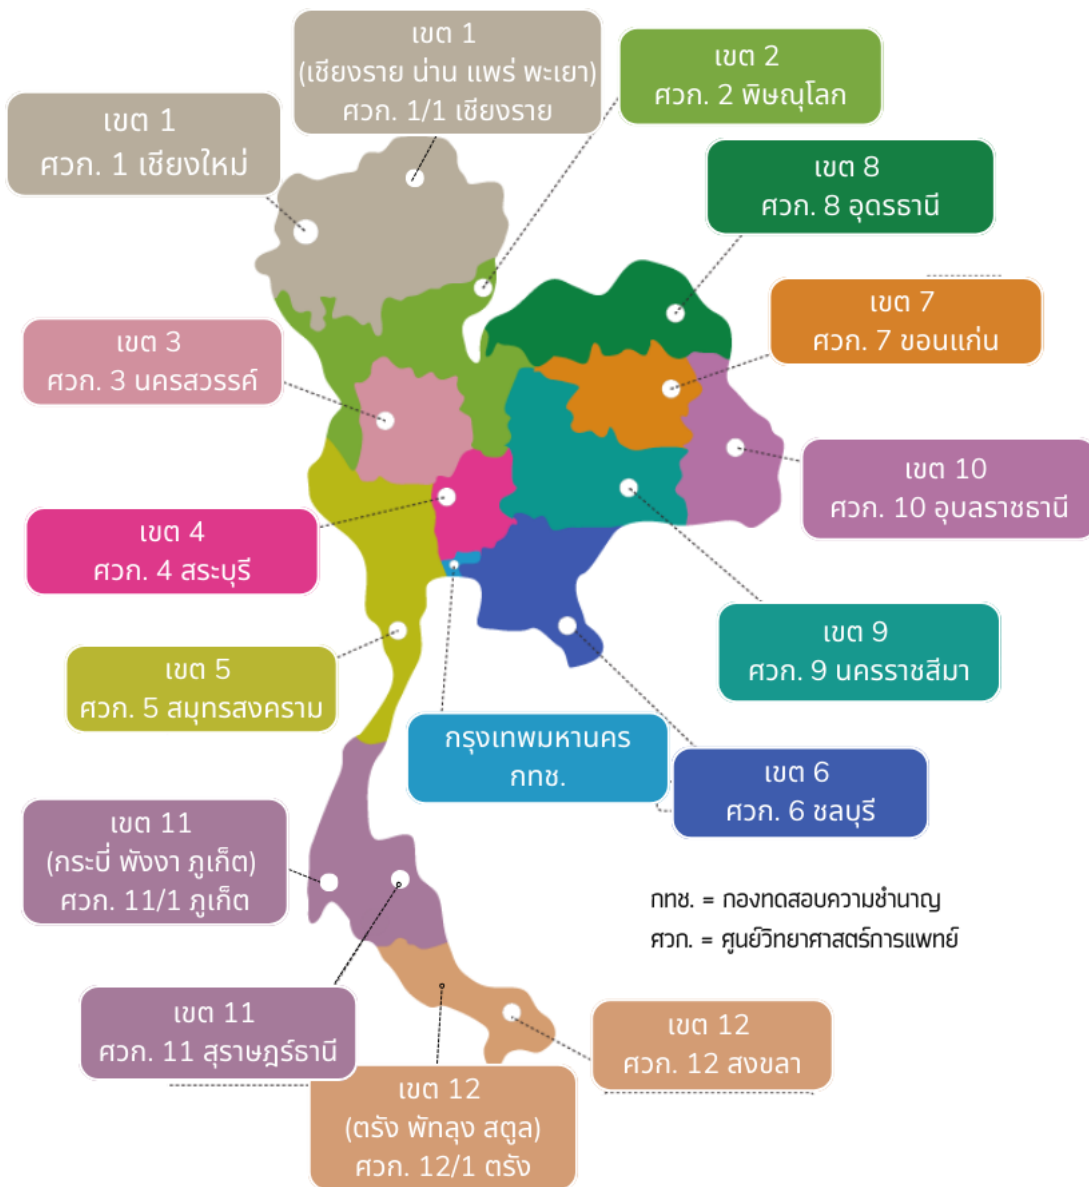 เขต 1
(เชียงราย น่าน แพร่ พะเยา)
ศวก. 1/1 เชียงราย
เขต 2
ศวก. 2 พิษณุโลก
เขต 1
ศวก. 1 เชียงใหม่
เขต 8
ศวก. 8 อุดรธานี
เขต 7
ศวก. 7 ขอนแก่น
เขต 3
ศวก. 3 นครสวรรค์
เขต 10
ศวก. 10 อุบลราชธานี
เขต 4
ศวก. 4 สระบุรี
เขต 9
ศวก. 9 นครราชสีมา
เขต 5
ศวก. 5 สมุทรสงคราม
กรุงเทพมหานคร
กทช.
เขต 6
ศวก. 6 ชลบุรี
เขต 11
(กระบี่ พังงา ภูเก็ต)
ศวก. 11/1 ภูเก็ต
กทช. = กองทดสอบความชำนาญ
ศวก. = ศูนย์วิทยาศาสตร์การแพทย์
เขต 11
ศวก. 11 สุราษฎร์ธานี
เขต 12
ศวก. 12 สงขลา
เขต 12
(ตรัง พัทลุง สตูล)
ศวก. 12/1 ตรัง